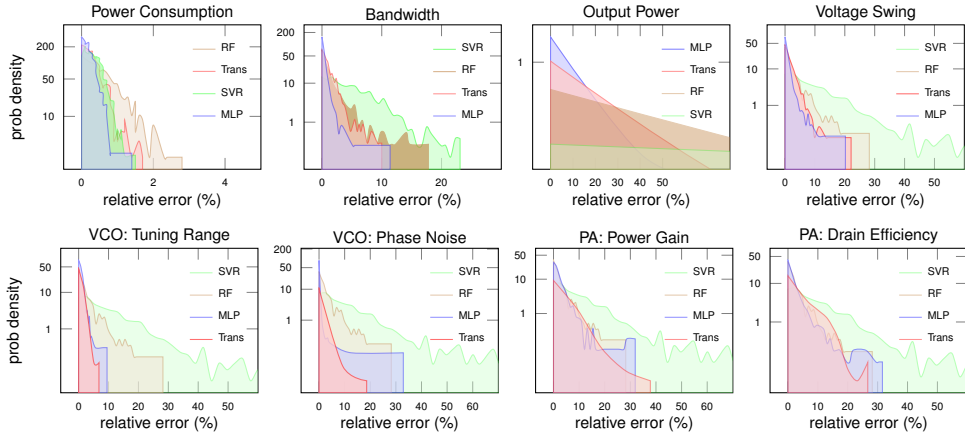 Power Consumption
prob density
200
50
10
RF
Trans
SVR
MLP
0
2
4
relative error (%)
Bandwidth
50
10
1
SVR
RF
Trans
MLP
0
10
20
relative error (%)
Output Power
1
MLP
Trans
RF
SVR
0
10
20
30
40
50
relative error (%)
Voltage Swing
50
10
1
SVR
RF
Trans
MLP
0
10
20
30
40
50
relative error (%)
VCO: Tuning Range
prob density
50
10
1
SVR
RF
MLP
Trans
0
10
20
30
40
50
relative error (%)
VCO: Phase Noise
200
50
10
1
SVR
RF
MLP
Trans
0
10
20
30
40
50
60
relative error (%)
PA: Power Gain
50
10
1
SVR
RF
MLP
Trans
0
10
20
30
40
50
60
relative error (%)
PA: Drain Efficiency
50
10
1
SVR
RF
MLP
Trans
0
10
20
30
40
50
relative error (%)